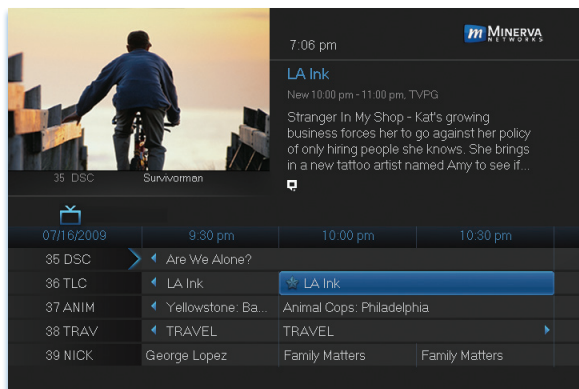 7:06 pm
m MINERVA
NETWORKS
LA Ink
New 10:00 pm - 11:00 pm, TVPG
Stranger In My Shop - Kat's growing
business forces her to go against her policy
of only hiring people she knows. She brings
in a new tattoo artist named Amy to see if...
35 DSC Survivorman
07/16/2009 9:30 pm 10:00 pm 10:30 pm
35 DSC Are We Alone?
36 TLC LA Ink LA Ink
37 ANIM Yellowstone: Ba... Animal Cops: Philadelphia
38 TRAV TRAVEL TRAVEL
39 NICK George Lopez Family Matters Family Matters